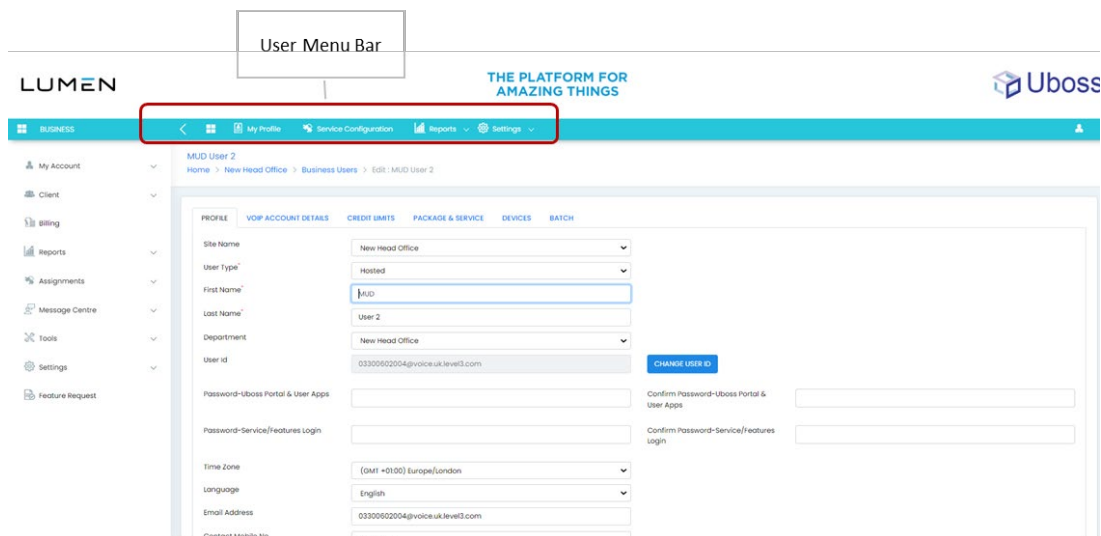 User Menu Bar
LUMEN
THE PLATFORM FOR
AMAZING THINGS
Uboss
BUSINESS
My Profile Service Configuration Reports Settings
My Account
Client
Billing
Reports
Assignments
Message Centre
Tools
Settings
Feature Request
MUD User 2
Home > New Head Office > Business Users > Edit : MUD User 2
PROFILE VOIP ACCOUNT DETAILS CREDIT LIMITS PACKAGE & SERVICE DEVICES BATCH
Site Name New Head Office
User Type* Hosted
First Name* MUD
Last Name* User 2
Department New Head Office
User Id 03300602004@voice.uk.level3.com CHANGE USER ID
Password-Uboss Portal & User Apps
Confirm Password-Uboss Portal &
User Apps
Password-Service/Features Login
Confirm Password-Service/Features
Login
Time Zone (GMT +01:00) Europe/London
Language English
Email Address 03300602004@voice.uk.level3.com
Contact Mobile No